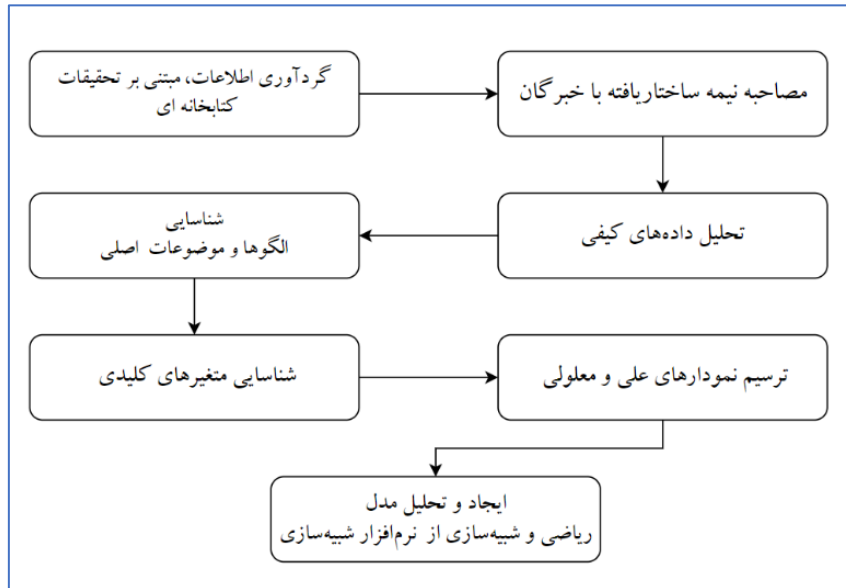 گردآوری اطلاعات، مبتنی بر تحقیقات
کتابخانه ای
مصاحبه نیمه ساختاریافته با خبرگان
تحلیل داده‌های کیفی
شناسایی
الگوها و موضوعات اصلی
شناسایی متغیرهای کلیدی
ترسیم نمودارهای علی و معلولی
ایجاد و تحلیل مدل
ریاضی و شبیه‌سازی از نرم‌افزار شبیه‌سازی